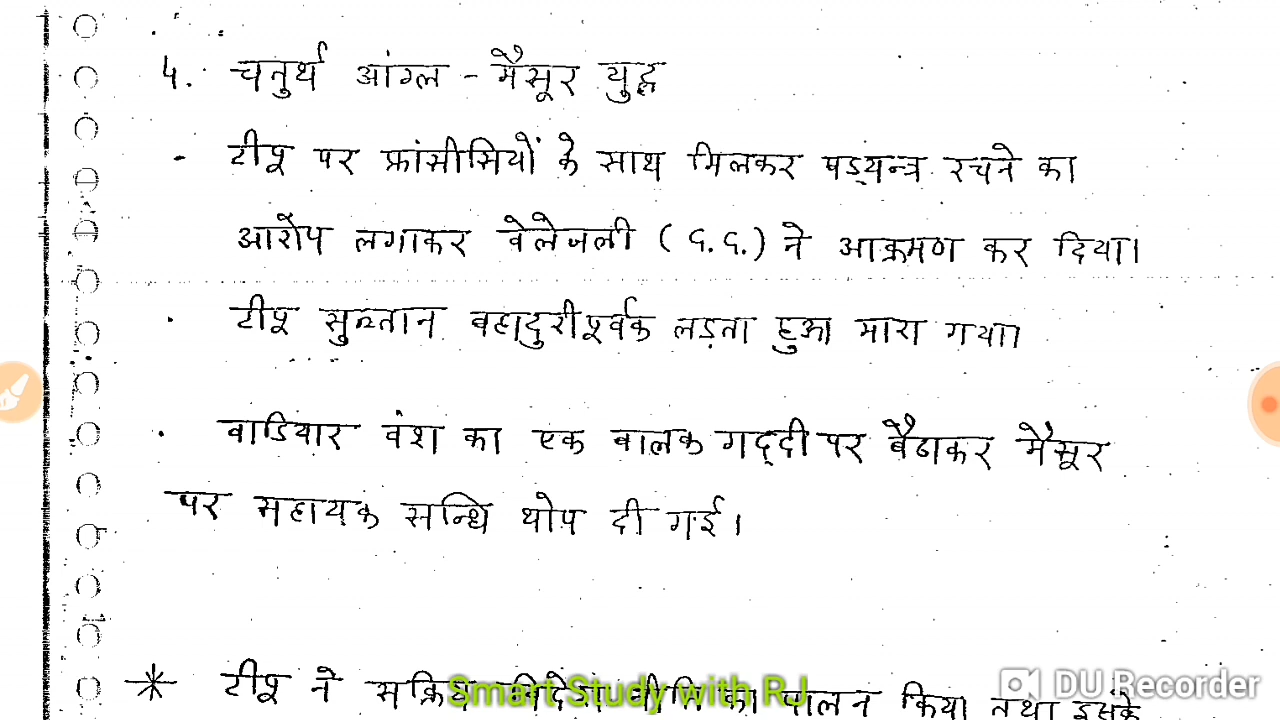 4. चतुर्थ आंग्ल - मैसूर युद्ध
- टीपू पर फ्रांसीसियों के साथ मिलकर षड्यन्त्र रचने का
आरोप लगाकर वेलेजली ( G.G.) ने आक्रमण कर दिया।
. टीपू सुल्तान बहादुरीपूर्वक लड़ता हुआ मारा गया।
. वाडियार वंश का एक बालक गद्दी पर बैठाकर मैसूर
पर सहायक सन्धि थोप दी गई।
* टीपू ने सक्रिय विदेश नीति का पालन किया तथा इसके
Smart Study with RJ
DU Recorder